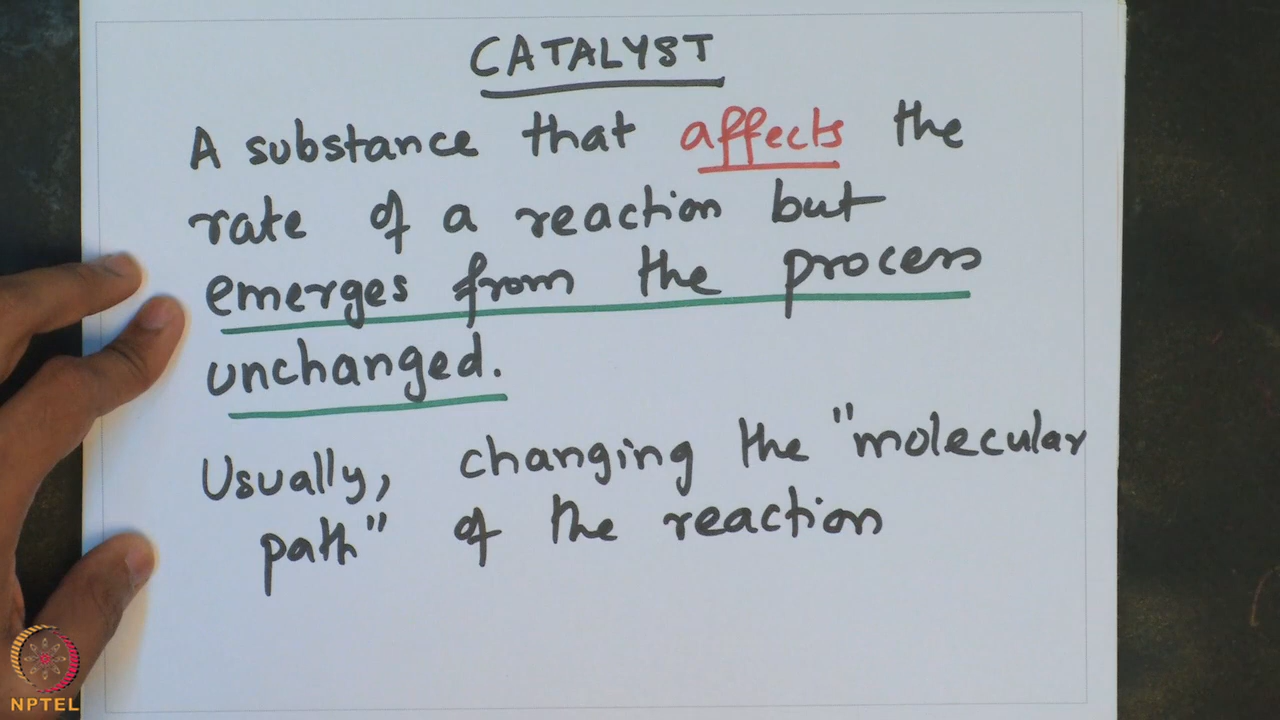 CATALYST
A substance that affects the
rate of a reaction but
emerges from the process
unchanged.
Usually, changing the "molecular
path" of the reaction
NPTEL